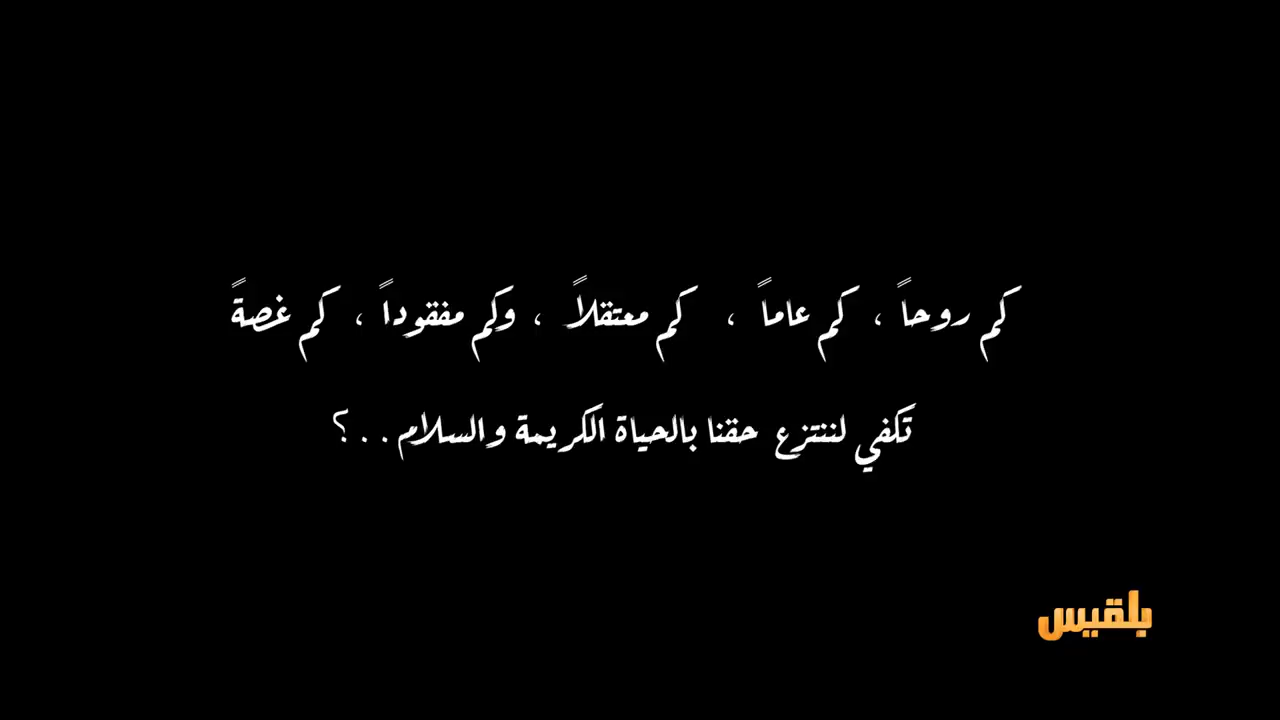 كم روحاً ، كم عاماً ، كم معتقلاً ، وكم مفقوداً ، كم غصةً
تكفي لننتزع حقنا بالحياة الكريمة والسلام...؟
بلقيس